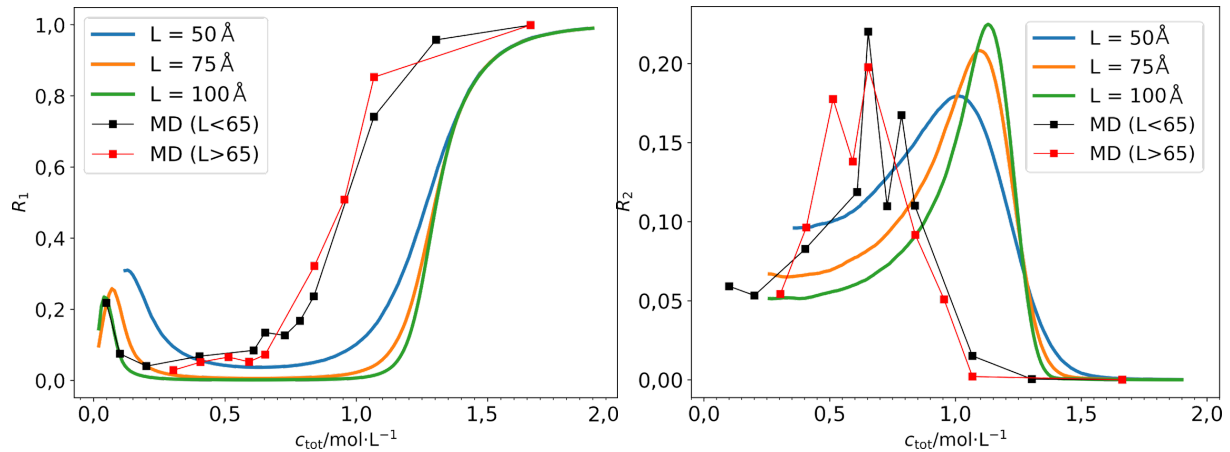 1,0
0,8
0,6
0,4
0,2
0,0
R₁
L = 50 Å
L = 75 Å
L = 100 Å
MD (L<65)
MD (L>65)
0,0 0,5 1,0 1,5 2,0
c_tot/mol·L⁻¹
0,20
0,15
0,10
0,05
0,00
R₂
L = 50 Å
L = 75 Å
L = 100 Å
MD (L<65)
MD (L>65)
0,0 0,5 1,0 1,5 2,0
c_tot/mol·L⁻¹